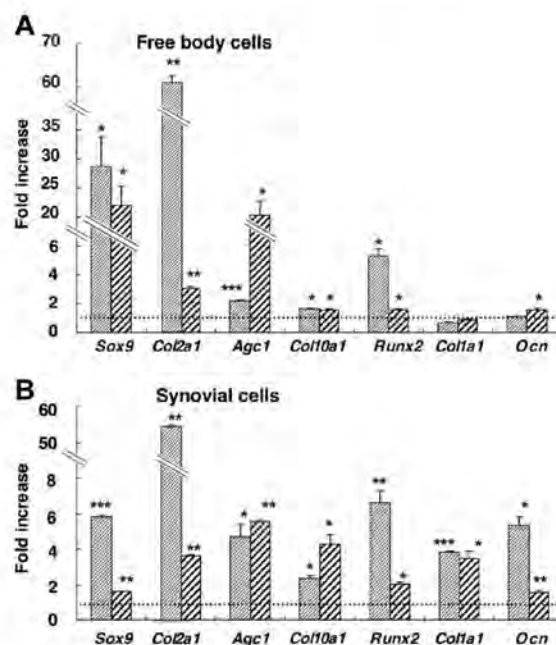 A
Free body cells
70
60
30
25
20
6
4
2
0
Fold increase
* * ** ** *** * * * * * *
Sox9 Col2a1 Agc1 Col10a1 Runx2 Col1a1 Ocn
B
Synovial cells
60
50
8
6
4
2
0
Fold increase
*** ** ** ** * ** * * ** * *** * * **
Sox9 Col2a1 Agc1 Col10a1 Runx2 Col1a1 Ocn